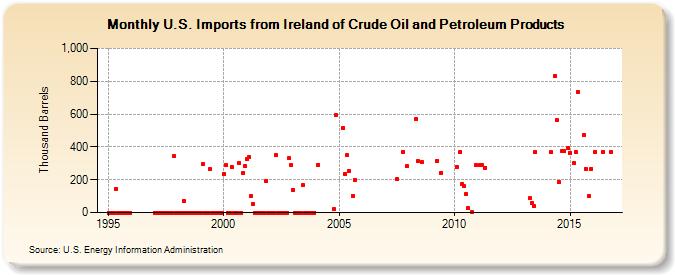 Monthly U.S. Imports from Ireland of Crude Oil and Petroleum Products
Thousand Barrels
1,000
800
600
400
200
0
1995 2000 2005 2010 2015
Source: U.S. Energy Information Administration